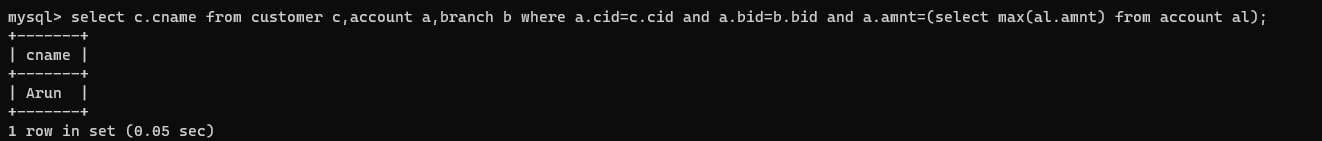 mysql> select c.cname from customer c,account a,branch b where a.cid=c.cid and a.bid=b.bid and a.amnt=(select max(al.amnt) from account al);
+-------+
| cname |
+-------+
| Arun  |
+-------+
1 row in set (0.05 sec)